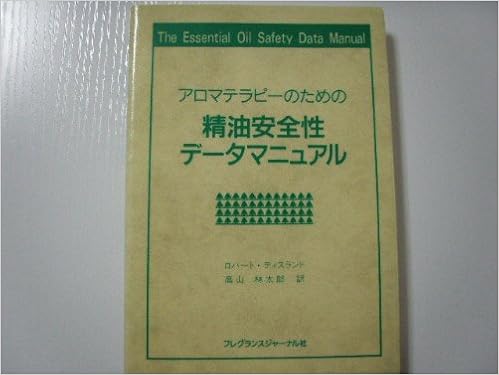 The Essential Oil Safety Data Manual
アロマテラピーのための
精油安全性
データマニュアル
ロバート・ティスランド
高山 林太郎 訳
フレグランスジャーナル社